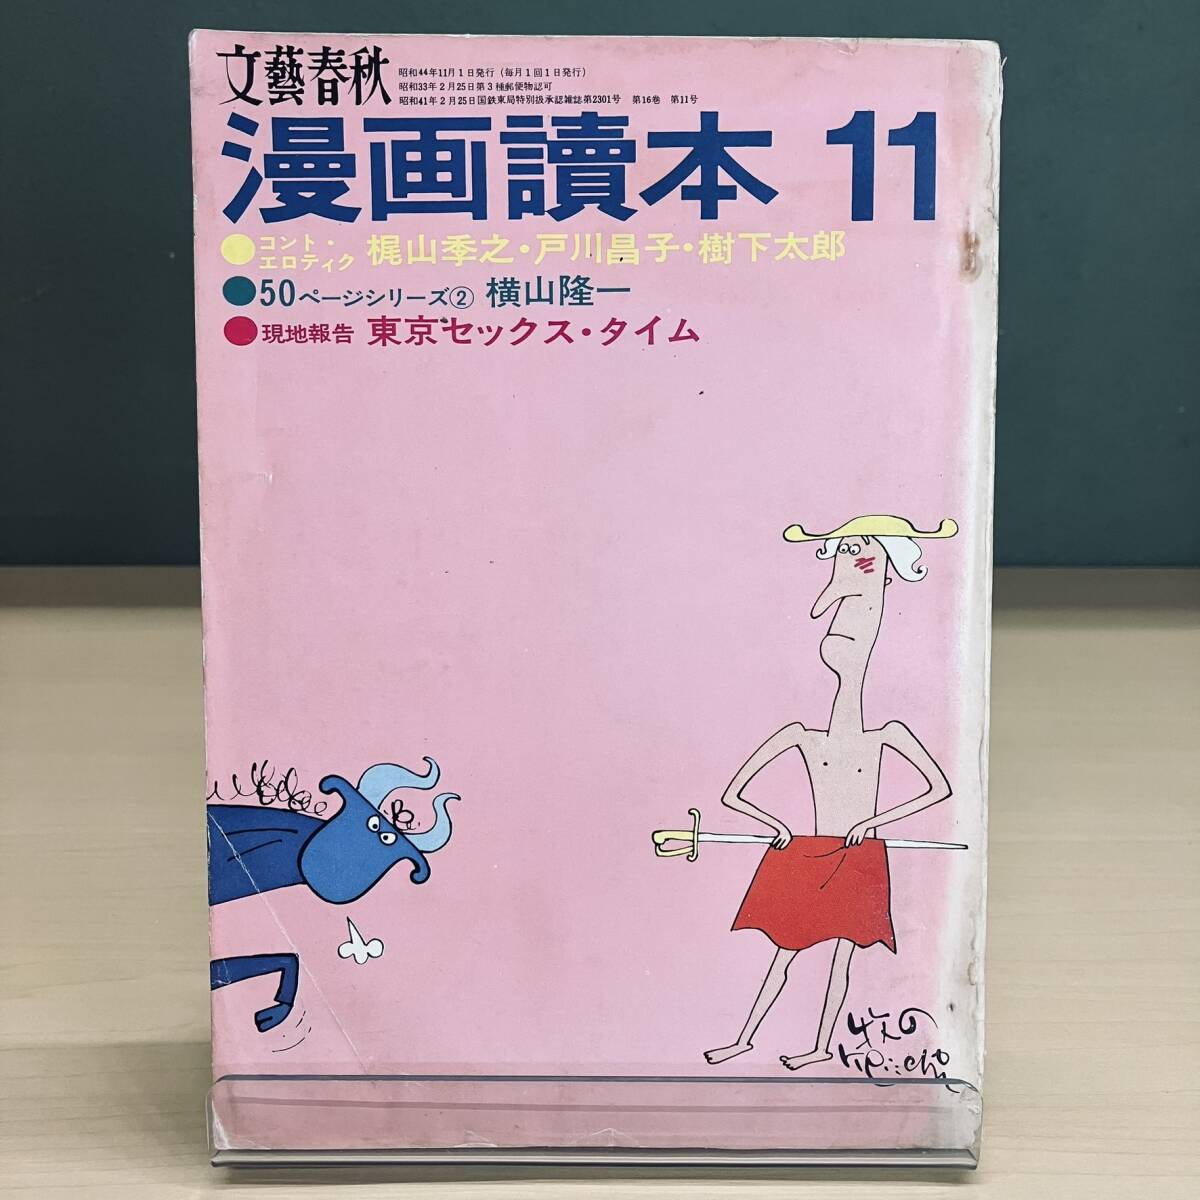 文藝春秋
昭和44年11月1日発行（毎月1回1日発行）
昭和33年2月25日第3種郵便物認可
昭和41年2月25日国鉄東局特別扱承認雑誌第2301号 第16巻 第11号
漫画讀本 11
●コント・エロティク 梶山季之・戸川昌子・樹下太郎
●50ページシリーズ② 横山隆一
●現地報告 東京セックス・タイム